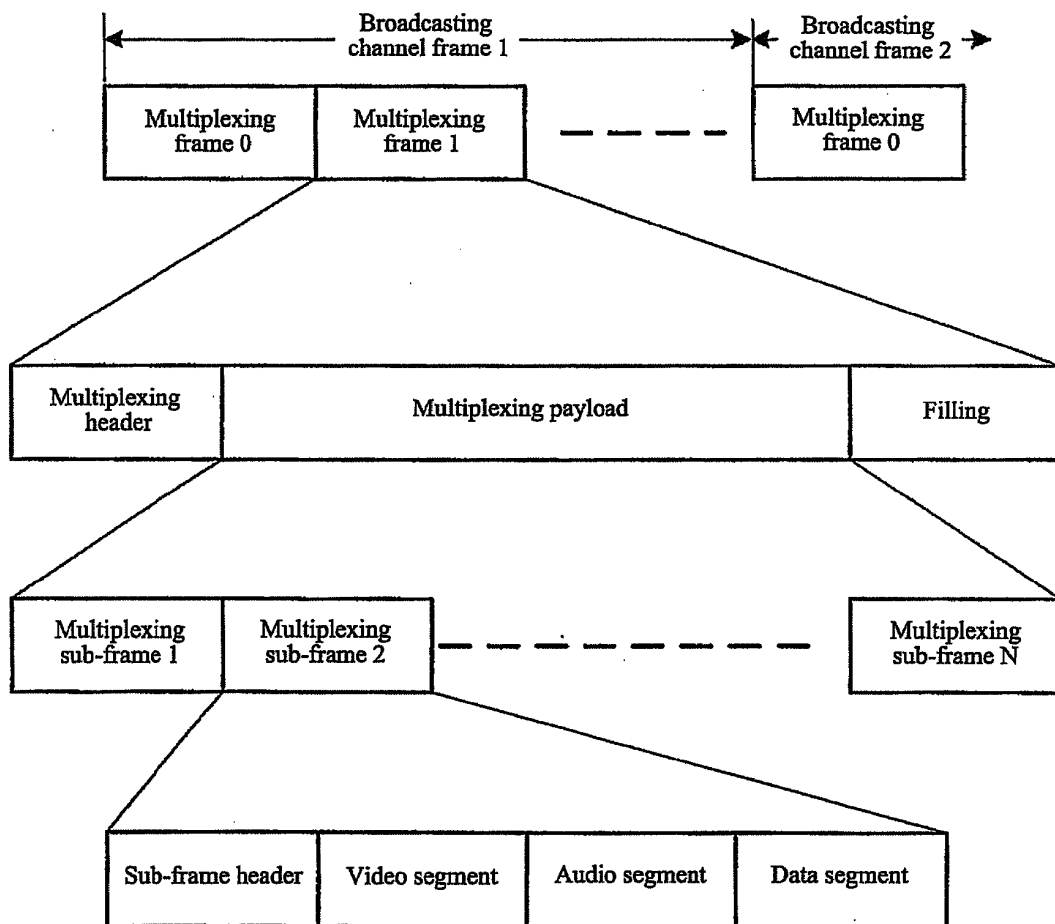 Broadcasting
channel frame 1
Broadcasting
channel frame 2
Multiplexing
frame 0
Multiplexing
frame 1
Multiplexing
frame 0
Multiplexing
header
Multiplexing payload
Filling
Multiplexing
sub-frame 1
Multiplexing
sub-frame 2
Multiplexing
sub-frame N
Sub-frame header
Video segment
Audio segment
Data segment